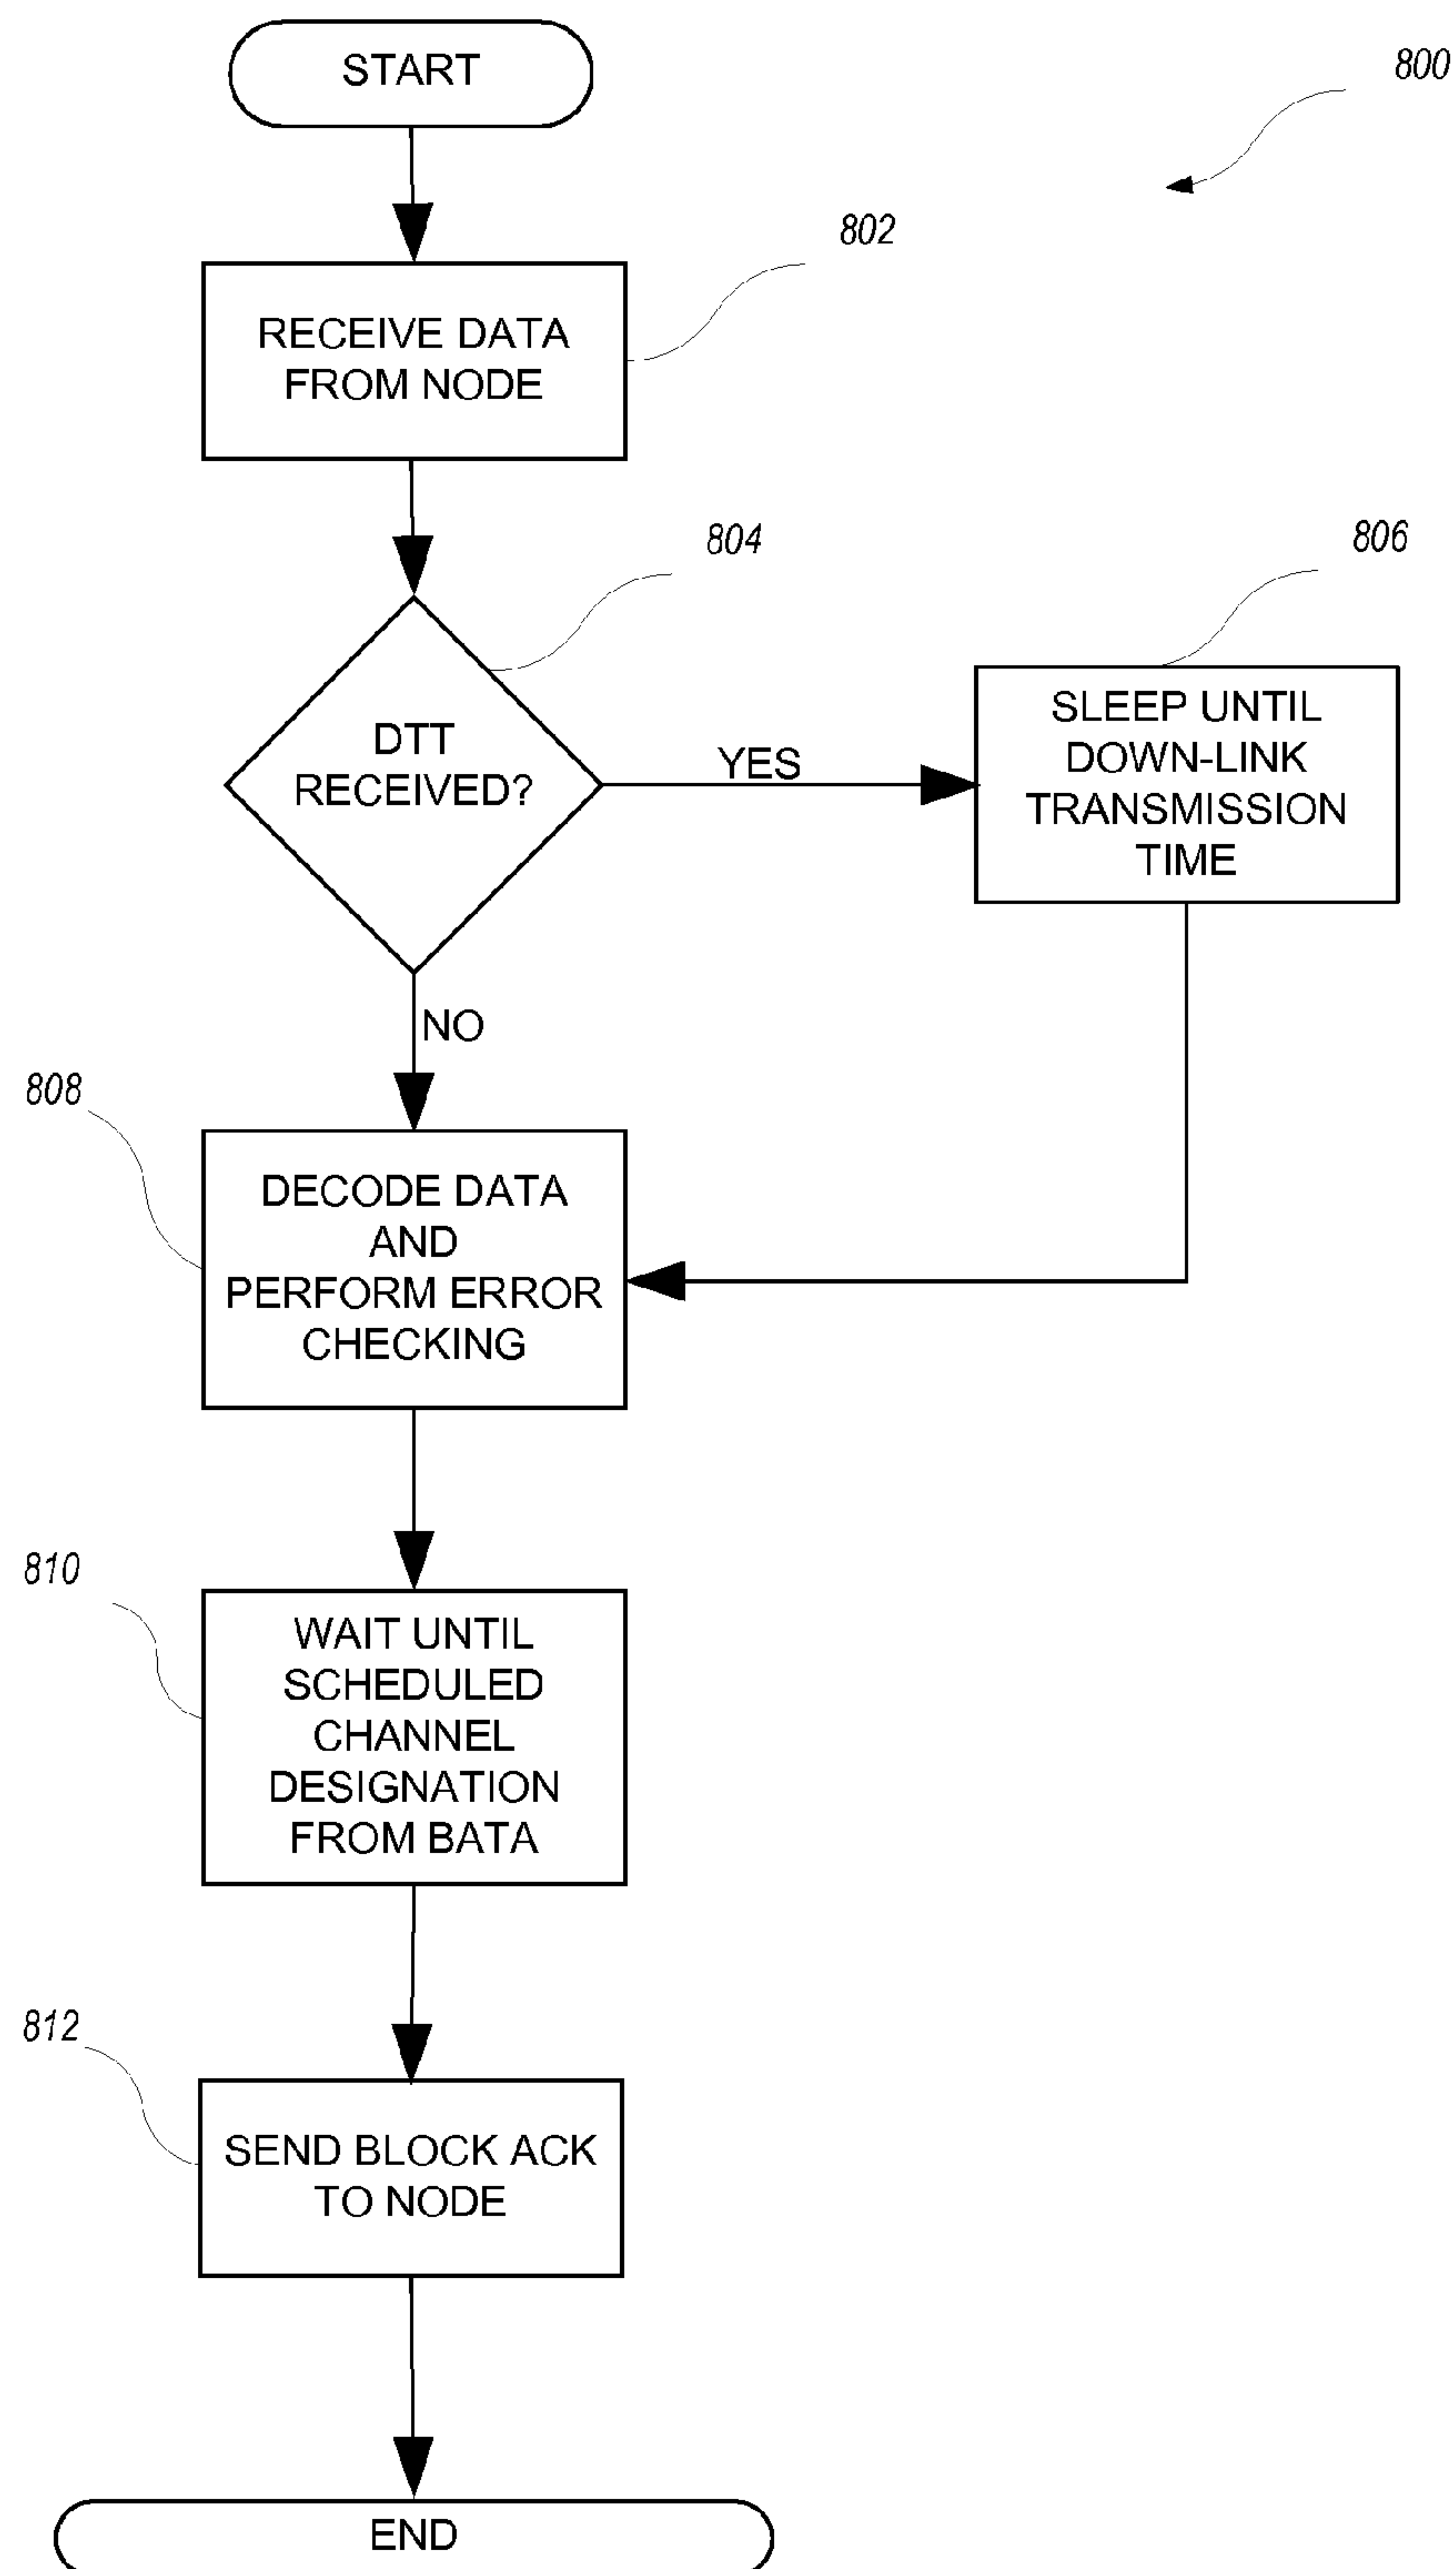 START
800
802
RECEIVE DATA
FROM NODE
804
806
DTT
RECEIVED?
YES
SLEEP UNTIL
DOWN-LINK
TRANSMISSION
TIME
NO
808
DECODE DATA
AND
PERFORM ERROR
CHECKING
810
WAIT UNTIL
SCHEDULED
CHANNEL
DESIGNATION
FROM BATA
812
SEND BLOCK ACK
TO NODE
END